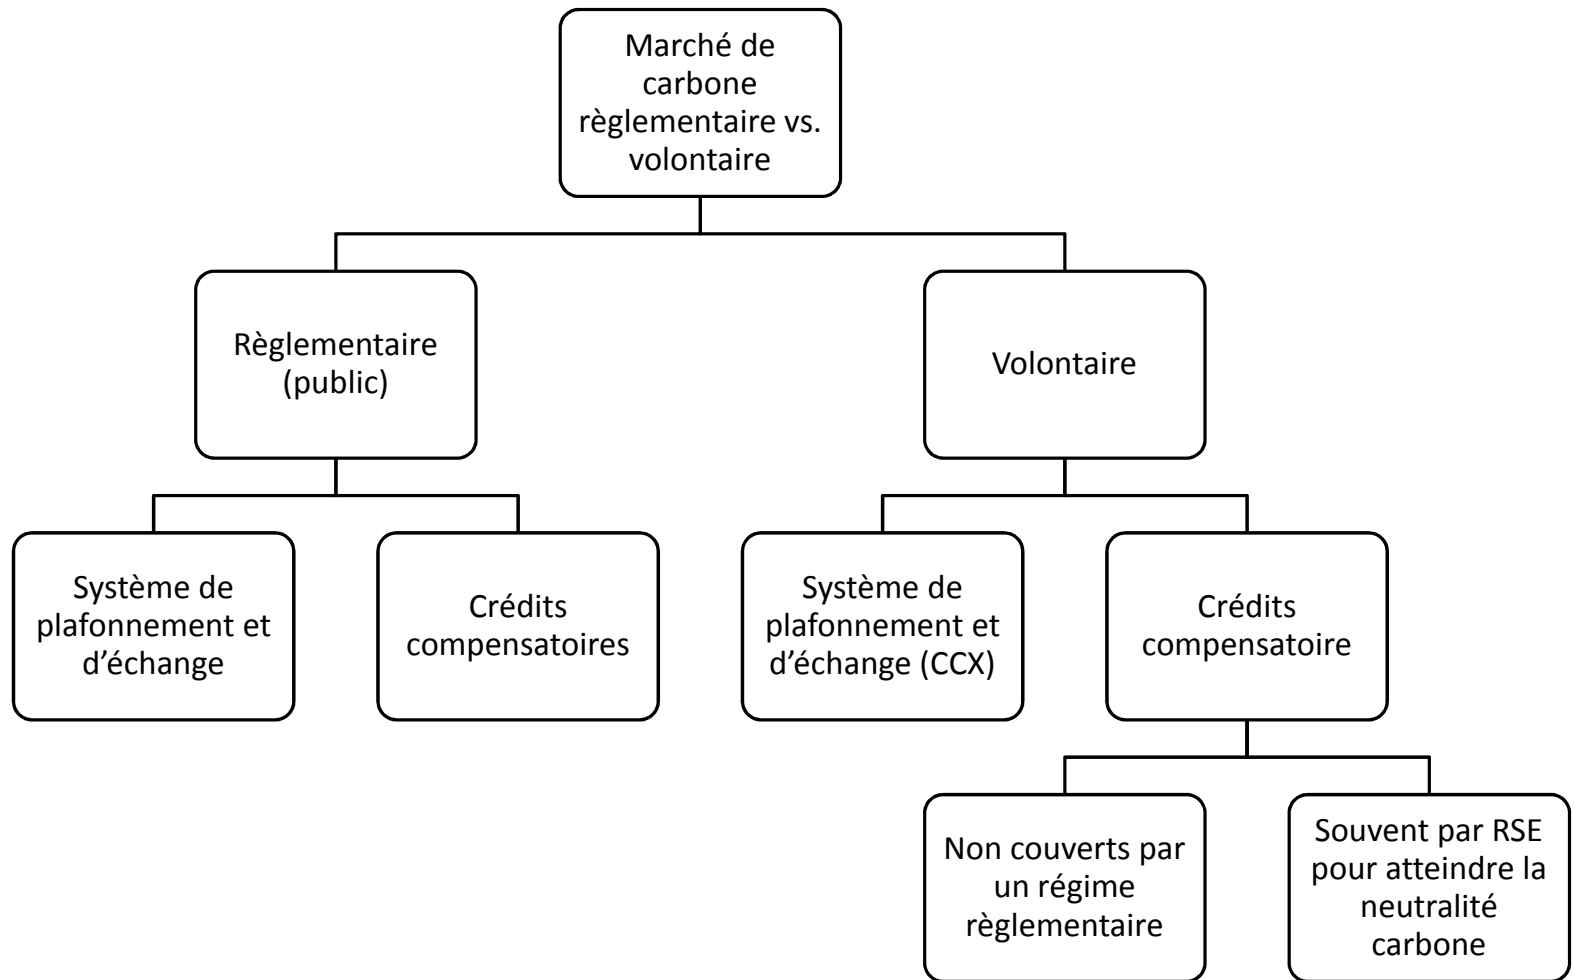 Marché de
carbone
règlementaire vs.
volontaire
Règlementaire
(public)
Volontaire
Système de
plafonnement et
d’échange
Crédits
compensatoires
Système de
plafonnement et
d’échange (CCX)
Crédits
compensatoire
Non couverts par
un régime
règlementaire
Souvent par RSE
pour atteindre la
neutralité
carbone